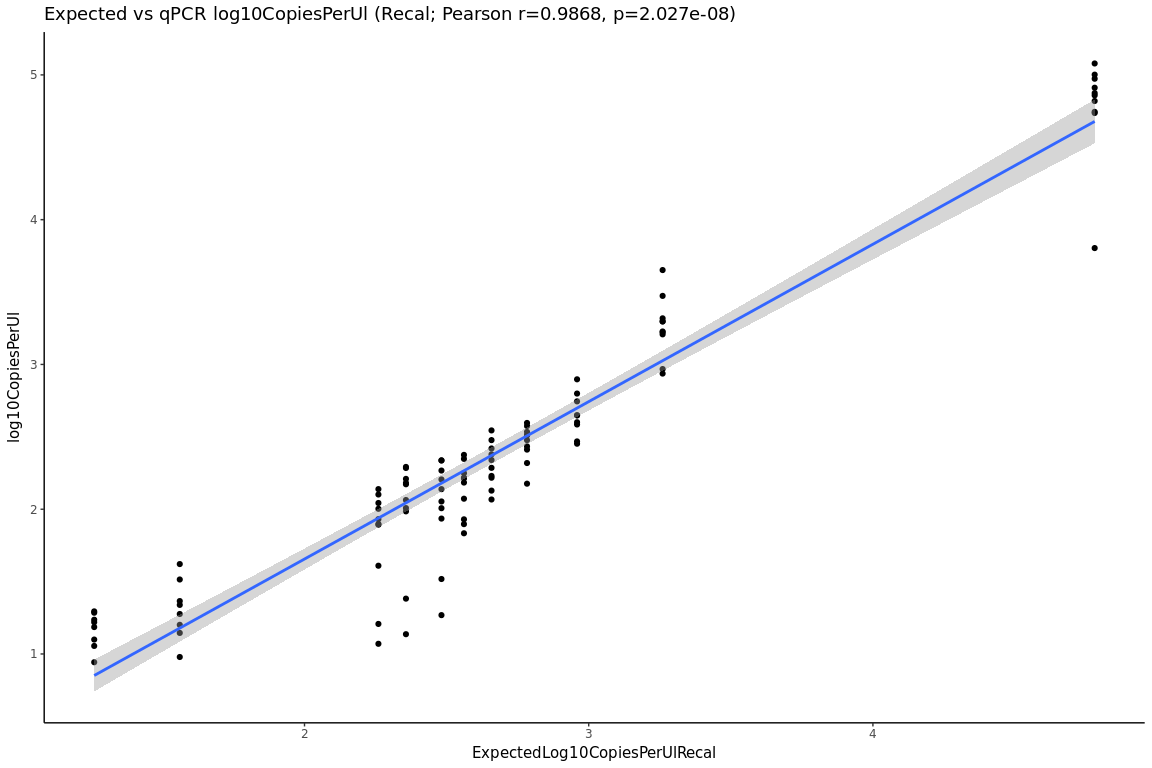 Expected vs qPCR log10CopiesPerUl (Recal; Pearson r=0.9868, p=2.027e-08)
5
4
3
2
1
log10CopiesPerUl
2 3 4
ExpectedLog10CopiesPerUlRecal